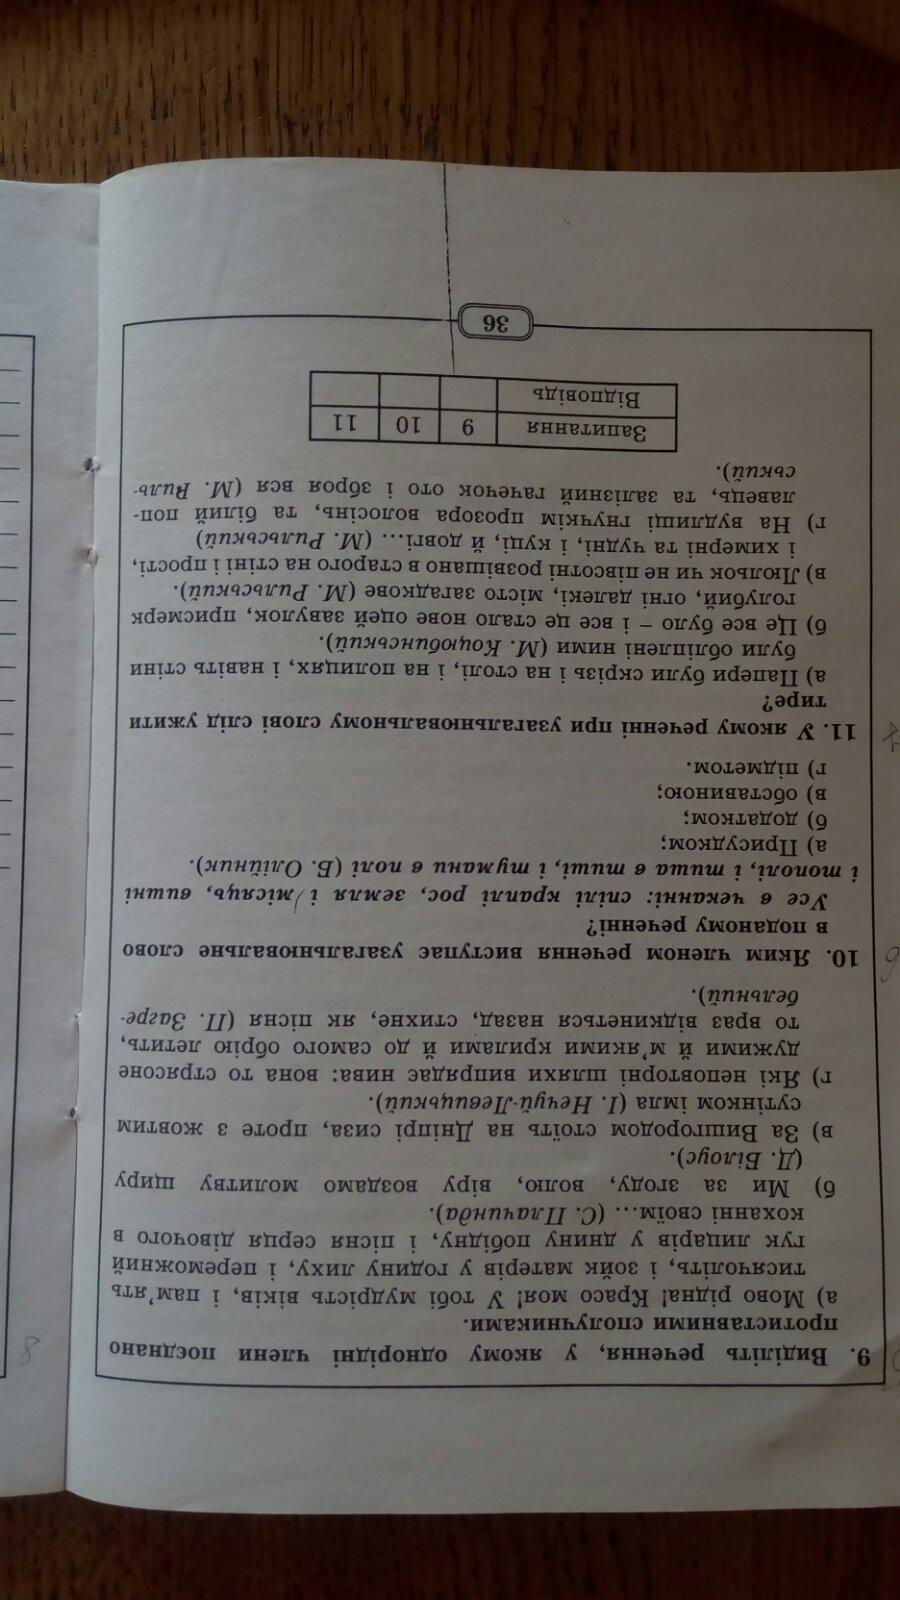 9. Виділіть речення, у якому однорідні члени поєднано
протиставними сполучниками.
а) Мово рідна! Красо моя! У тобі мудрість віків, і пам'ять
тисячоліть, і зойк матерів у годину лиху, і переможний
гук лицарів у днину побідну, і пісня серця дівочого в
коханні своїм... (С. Плачинда).
б) Ми за згоду, волю, віру воздамо молитву щиру
(Д. Білоус).
в) За Вишгородом стоїть на Дніпрі сиза, проте з жовтим
сутінком імла (І. Нечуй-Левицький).
г) Які неповторні шляхи випрядає нива: вона то стрясоне
дужими й м'якими крилами й до самого обрію летить,
то враз відкинеться назад, стихне, як пісня (П. Загре-
бельний).
10. Яким членом речення виступає узагальнювальне слово
в поданому реченні?
Усе в чеканні: спілі краплі рос, земля і місяць, вишні
і тополі, і тиша в тиші, і тумани в полі (Б. Олійник).
а) Присудком;
б) додатком;
в) обставиною;
г) підметом.
11. У якому реченні при узагальнювальному слові слід ужити
тире?
а) Папери були скрізь і на столі, і на полицях, і навіть стіни
були обліплені ними (М. Коцюбинський).
б) Це все було – і все це стало нове оцей завулок, присмерк
голубий, огні далекі, місто загадкове (М. Рильський).
в) Люльок чи не півсотні розвішано в старого на стіні і прості,
і химерні та чудні, і куці, й довгі... (М. Рильський)
г) На вудлищі гнучкім прозора волосінь, та білий поп-
лавець, та залізний гачечок ото і зброя вся (М. Риль-
ський).
Запитання 9 10 11
Відповідь
36
8